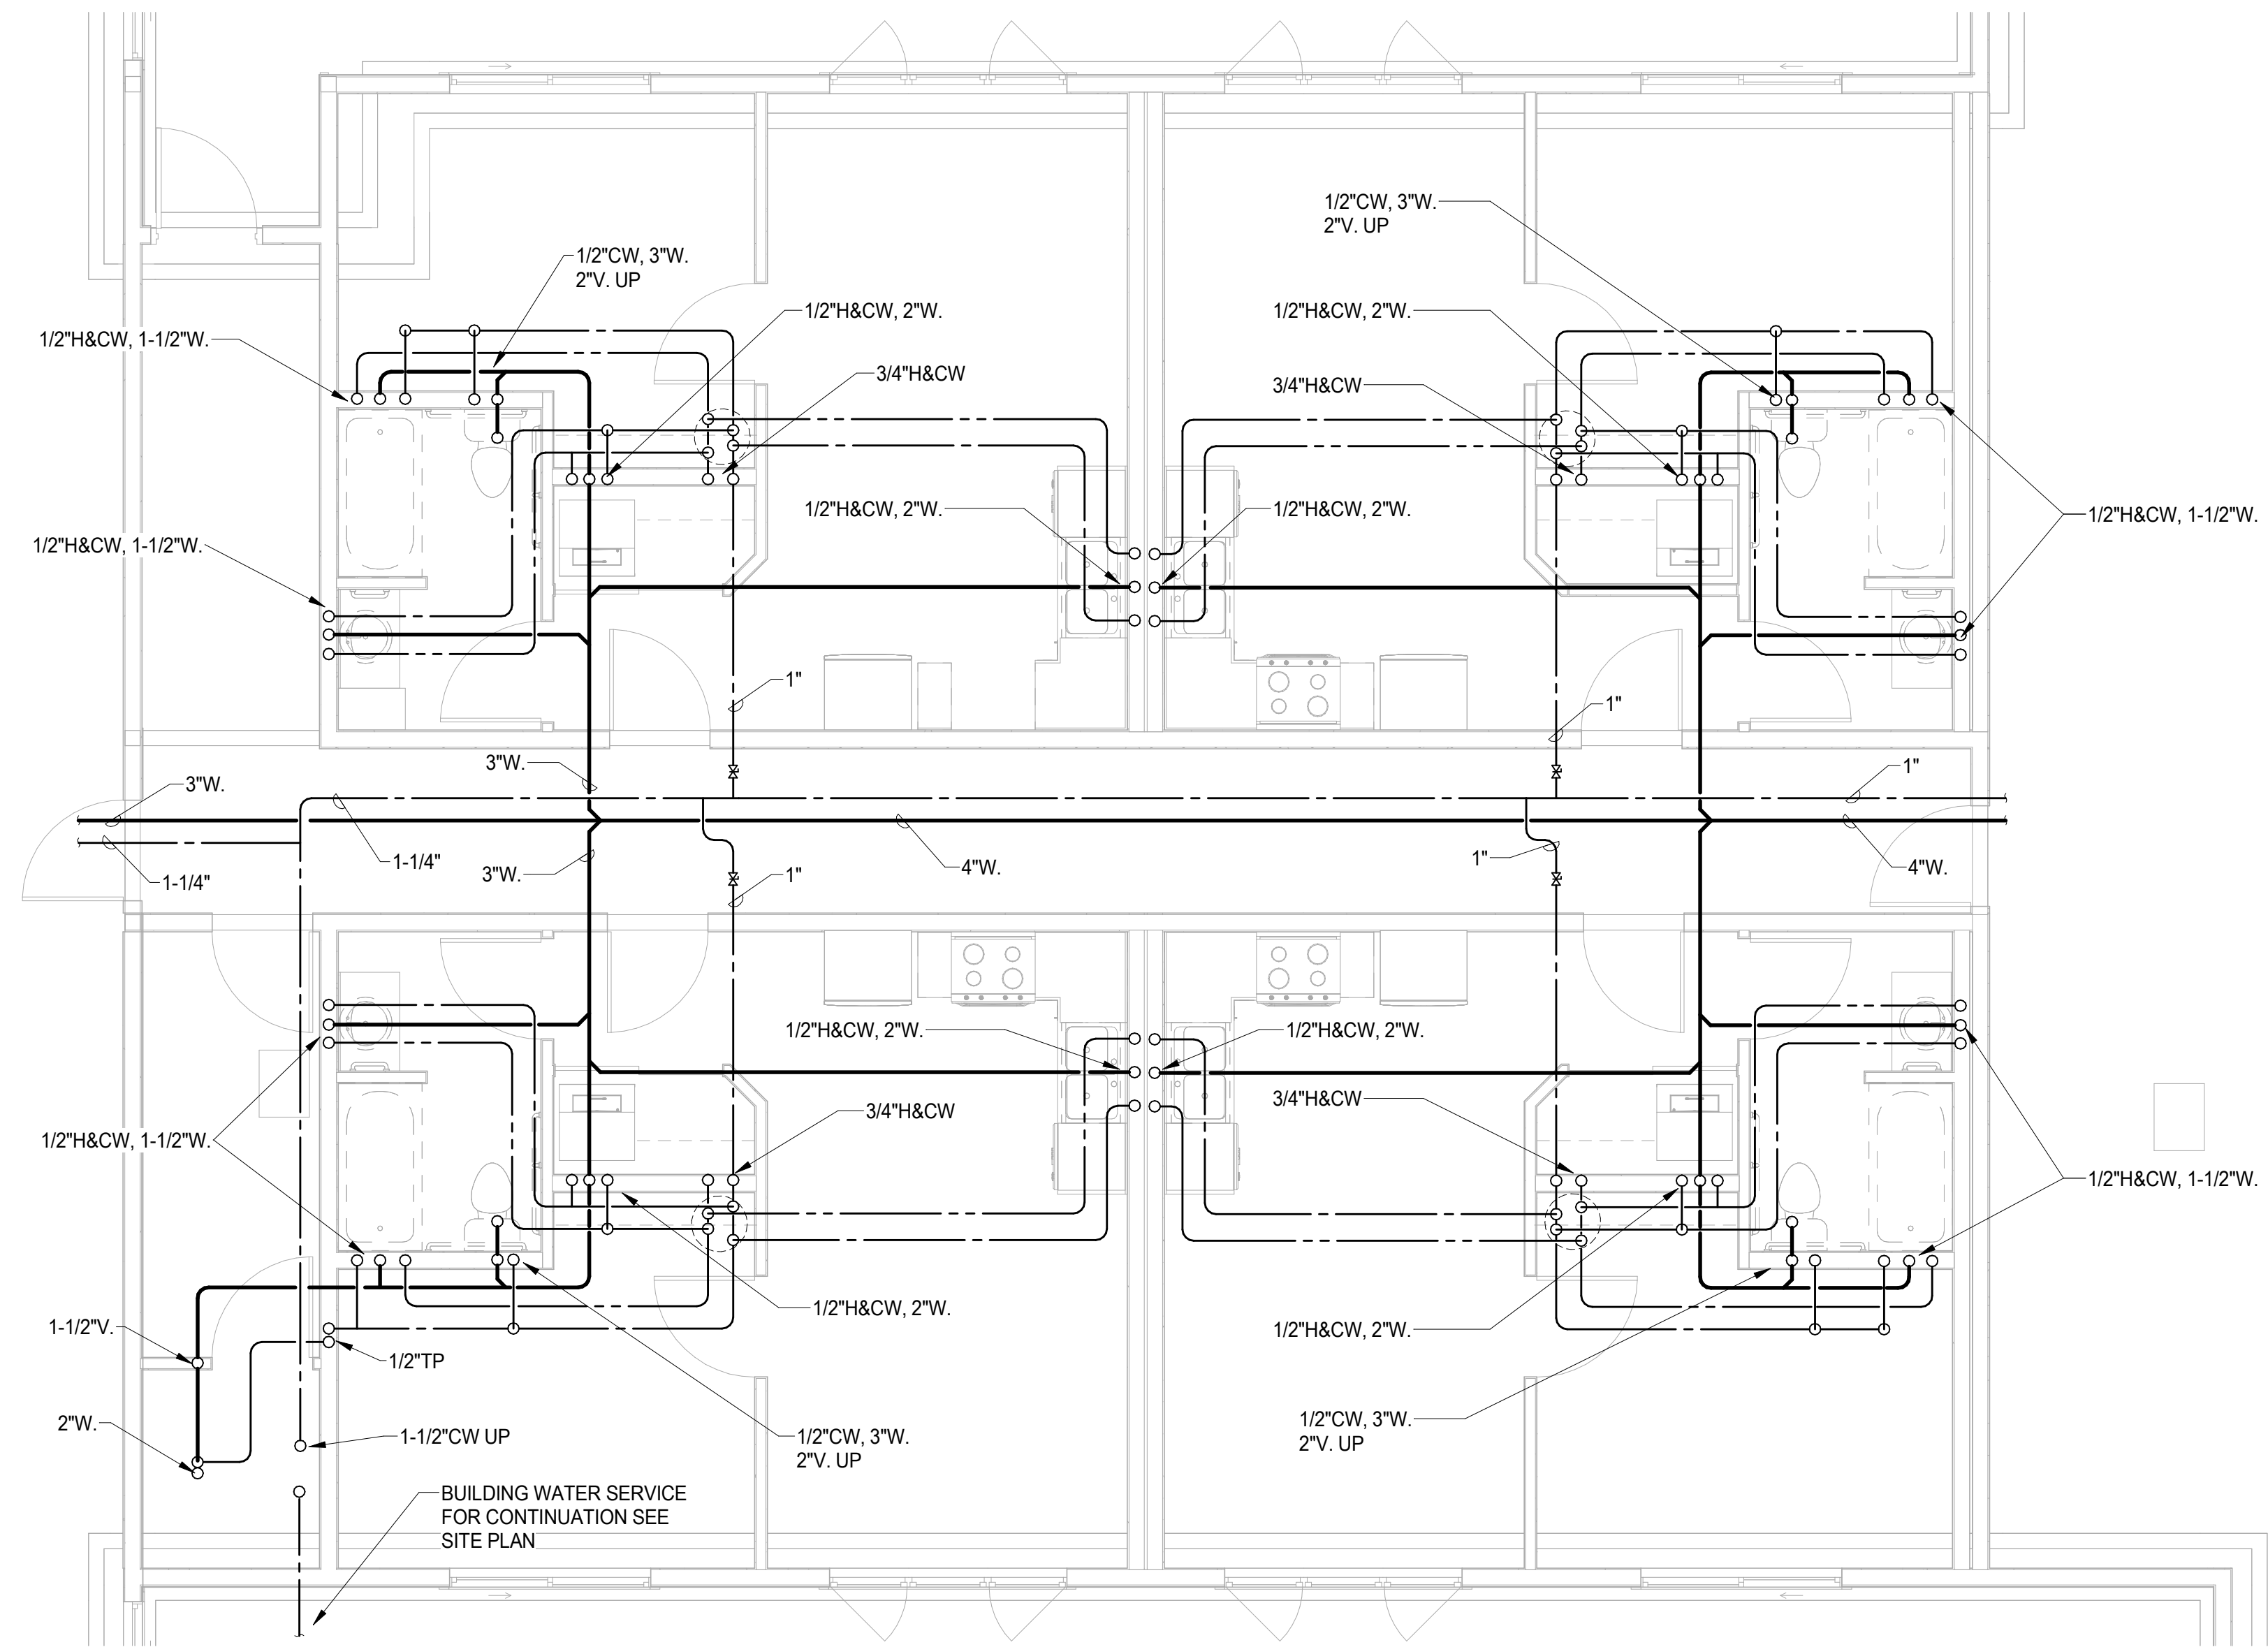 1/2"CW, 3"W.
2"V. UP
1/2"CW, 3"W.
2"V. UP
1/2"H&CW, 2"W.
1/2"H&CW, 2"W.
1/2"H&CW, 1-1/2"W.
3/4"H&CW
3/4"H&CW
1/2"H&CW, 2"W.
1/2"H&CW, 2"W.
1/2"H&CW, 1-1/2"W.
1/2"H&CW, 1-1/2"W.
1"
1"
3"W.
1"
3"W.
1-1/4"
1"
4"W.
4"W.
3"W.
1"
1-1/4"
1/2"H&CW, 2"W.
1/2"H&CW, 2"W.
3/4"H&CW
3/4"H&CW
1/2"H&CW, 1-1/2"W.
1/2"H&CW, 1-1/2"W.
1/2"H&CW, 2"W.
1-1/2"V.
1/2"H&CW, 2"W.
1/2"TP
2"W.
1/2"CW, 3"W.
2"V. UP
1-1/2"CW UP
1/2"CW, 3"W.
2"V. UP
BUILDING WATER SERVICE
FOR CONTINUATION SEE
SITE PLAN